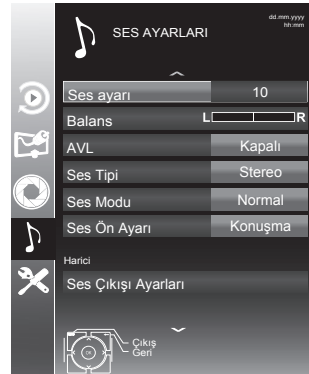 SES AYARLARI
dd.mm.yyyy
hh:mm
Ses ayarı 10
Balans L R
AVL Kapalı
Ses Tipi Stereo
Ses Modu Normal
Ses Ön Ayarı Konuşma
Harici
Ses Çıkışı Ayarları
Çıkış
Geri
OK